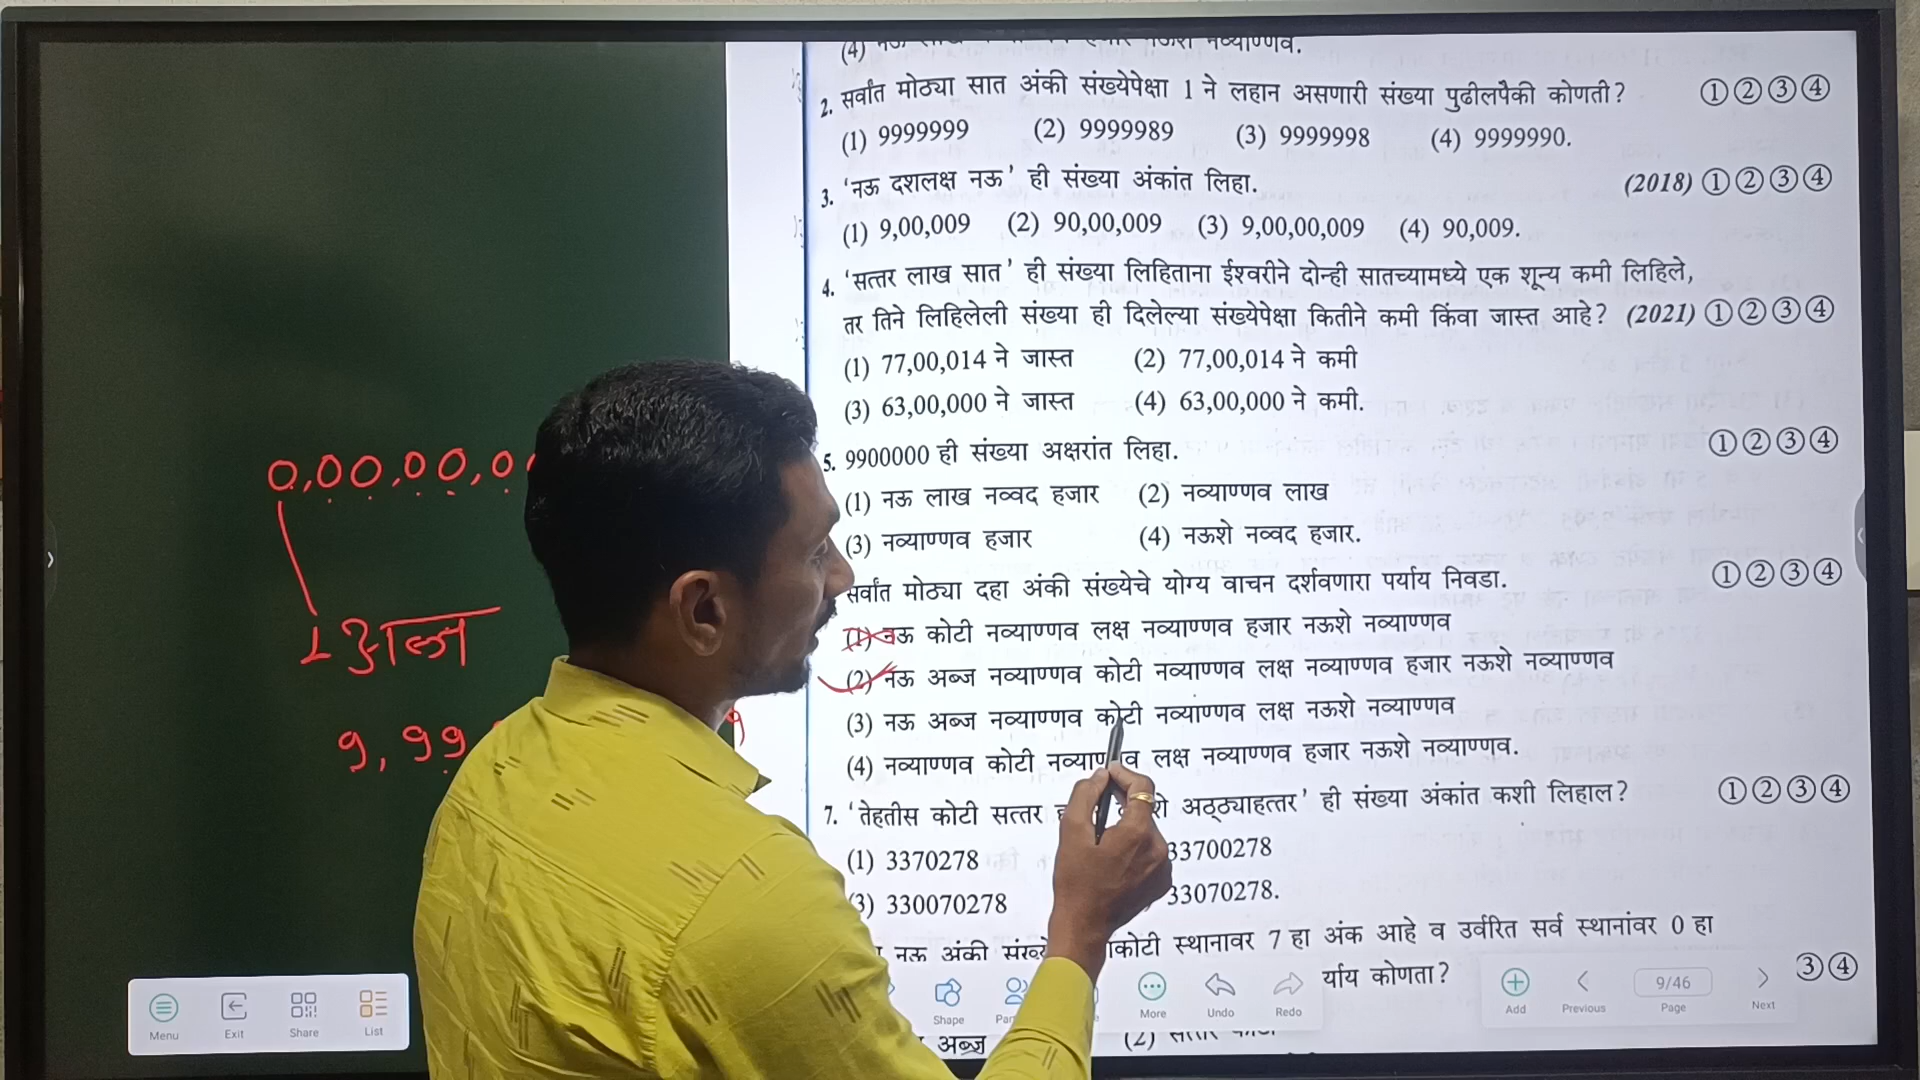 (4)
2. सर्वांत मोठ्या सात अंकी संख्येपेक्षा 1 ने लहान असणारी संख्या पुढीलपैकी कोणती? ①②③④
(1) 9999999 (2) 9999989 (3) 9999998 (4) 9999990.
3. 'नऊ दशलक्ष नऊ' ही संख्या अंकांत लिहा. (2018) ①②③④
(1) 9,00,009 (2) 90,00,009 (3) 9,00,00,009 (4) 90,009.
4. 'सत्तर लाख सात' ही संख्या लिहिताना ईश्वरीने दोन्ही सातच्यामध्ये एक शून्य कमी लिहिले,
तर तिने लिहिलेली संख्या ही दिलेल्या संख्येपेक्षा कितीने कमी किंवा जास्त आहे? (2021) ①②③④
(1) 77,00,014 ने जास्त (2) 77,00,014 ने कमी
(3) 63,00,000 ने जास्त (4) 63,00,000 ने कमी.
5. 9900000 ही संख्या अक्षरांत लिहा. ①②③④
(1) नऊ लाख नव्वद हजार (2) नव्याण्णव लाख
(3) नव्याण्णव हजार (4) नऊशे नव्वद हजार.
सर्वांत मोठ्या दहा अंकी संख्येचे योग्य वाचन दर्शवणारा पर्याय निवडा. ①②③④
(1) नऊ कोटी नव्याण्णव लक्ष नव्याण्णव हजार नऊशे नव्याण्णव
(2) नऊ अब्ज नव्याण्णव कोटी नव्याण्णव लक्ष नव्याण्णव हजार नऊशे नव्याण्णव
(3) नऊ अब्ज नव्याण्णव कोटी नव्याण्णव लक्ष नऊशे नव्याण्णव
(4) नव्याण्णव कोटी नव्याण्णव लक्ष नव्याण्णव हजार नऊशे नव्याण्णव.
7. 'तेहतीस कोटी सत्तर अठ्ठ्याहत्तर' ही संख्या अंकांत कशी लिहाल? ①②③④
(1) 3370278 33700278
(3) 330070278 33070278.
नऊ अंकी स्थानावर 7 हा अंक आहे व उर्वरित सर्व स्थानांवर 0 हा
कोणता? ③④
अब्ज (2)
0,00,00,0
1 अब्ज
9,99
9
Menu Exit Share List
Shape More Undo Redo
Add Previous 9/46 Page Next